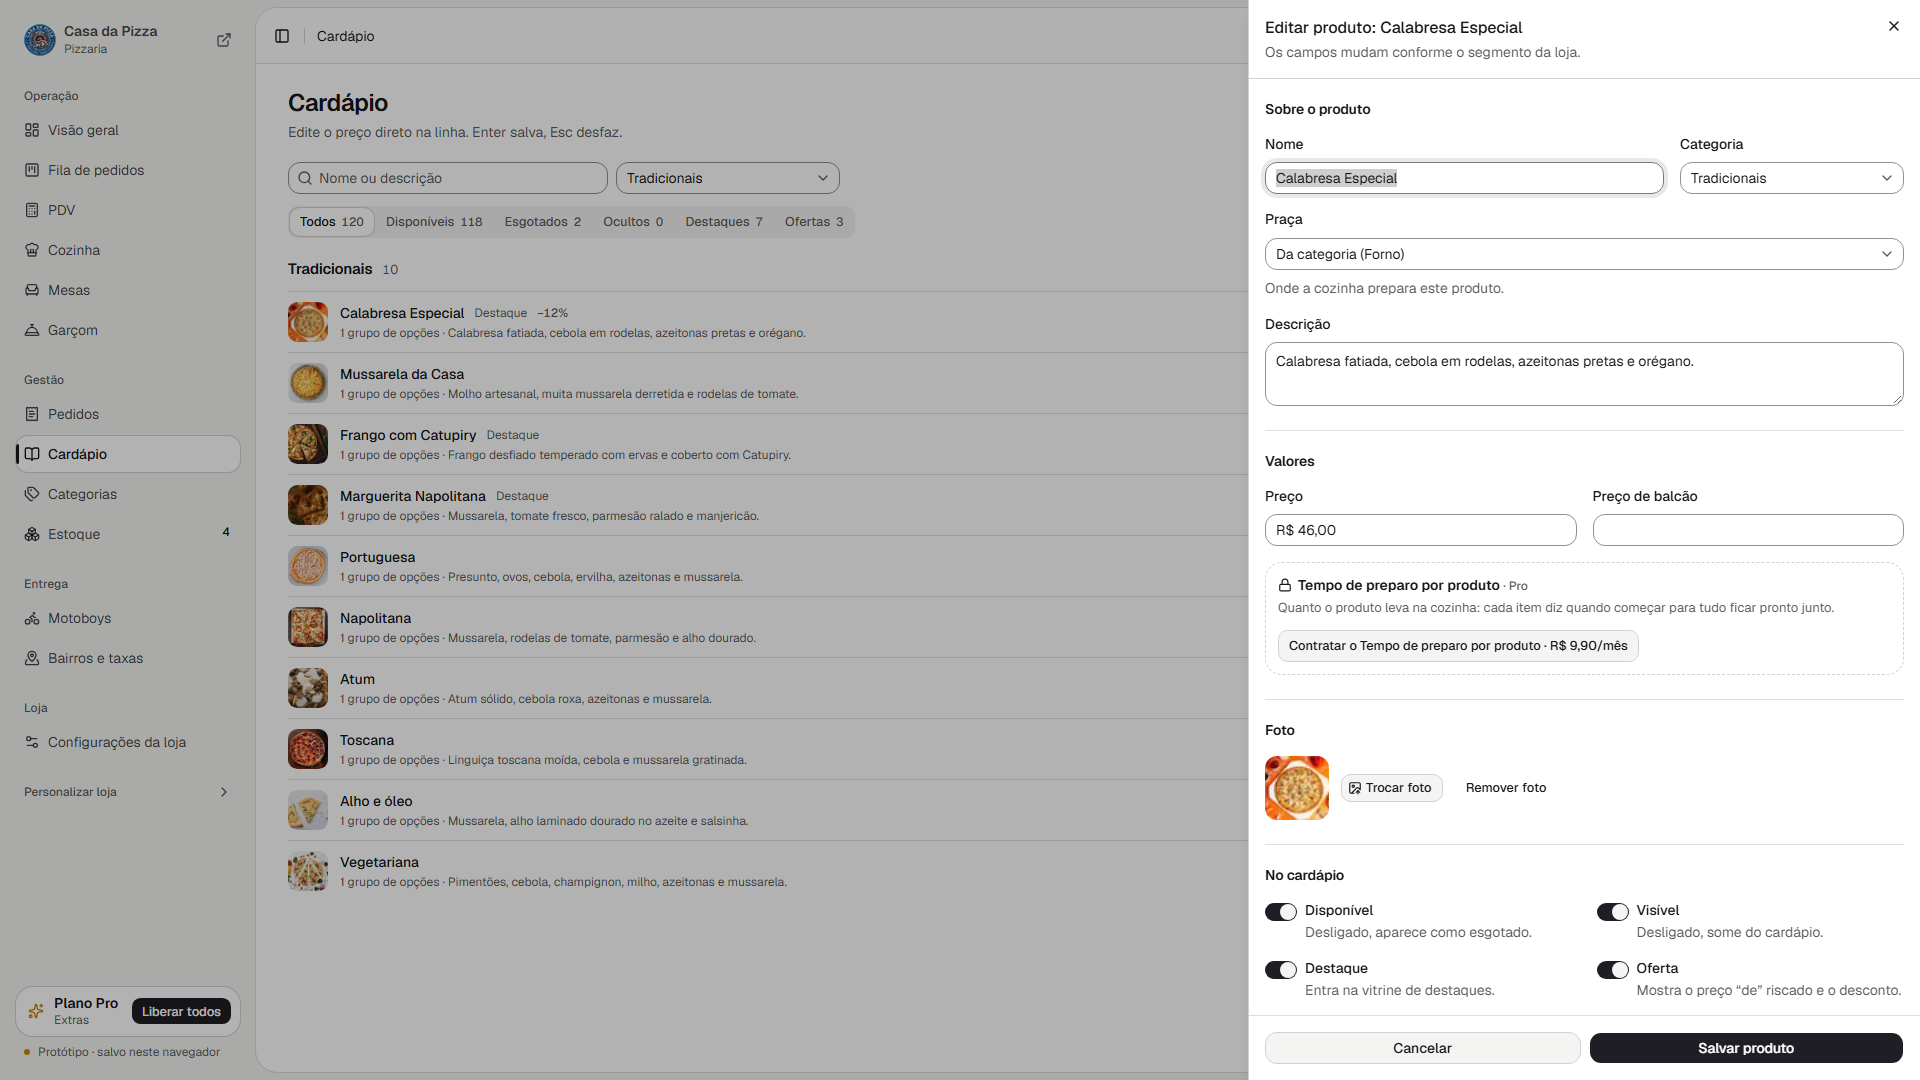 Casa da Pizza
Pizzaria
Operação
Visão geral
Fila de pedidos
PDV
Cozinha
Mesas
Garçom
Gestão
Pedidos
Cardápio
Categorias
Estoque 4
Entrega
Motoboys
Bairros e taxas
Loja
Configurações da loja
Personalizar loja
Plano Pro
Extras
Liberar todos
Protótipo · salvo neste navegador
Cardápio
Cardápio
Edite o preço direto na linha. Enter salva, Esc desfaz.
Nome ou descrição
Tradicionais
Todos 120 Disponíveis 118 Esgotados 2 Ocultos 0 Destaques 7 Ofertas 3
Tradicionais 10
Calabresa Especial Destaque −12%
1 grupo de opções · Calabresa fatiada, cebola em rodelas, azeitonas pretas e orégano.
Mussarela da Casa
1 grupo de opções · Molho artesanal, muita mussarela derretida e rodelas de tomate.
Frango com Catupiry Destaque
1 grupo de opções · Frango desfiado temperado com ervas e coberto com Catupiry.
Marguerita Napolitana Destaque
1 grupo de opções · Mussarela, tomate fresco, parmesão ralado e manjericão.
Portuguesa
1 grupo de opções · Presunto, ovos, cebola, ervilha, azeitonas e mussarela.
Napolitana
1 grupo de opções · Mussarela, rodelas de tomate, parmesão e alho dourado.
Atum
1 grupo de opções · Atum sólido, cebola roxa, azeitonas e mussarela.
Toscana
1 grupo de opções · Linguiça toscana moída, cebola e mussarela gratinada.
Alho e óleo
1 grupo de opções · Mussarela, alho laminado dourado no azeite e salsinha.
Vegetariana
1 grupo de opções · Pimentões, cebola, champignon, milho, azeitonas e mussarela.
Editar produto: Calabresa Especial
Os campos mudam conforme o segmento da loja.
Sobre o produto
Nome
Calabresa Especial
Categoria
Tradicionais
Praça
Da categoria (Forno)
Onde a cozinha prepara este produto.
Descrição
Calabresa fatiada, cebola em rodelas, azeitonas pretas e orégano.
Valores
Preço
R$ 46,00
Preço de balcão
Tempo de preparo por produto · Pro
Quanto o produto leva na cozinha: cada item diz quando começar para tudo ficar pronto junto.
Contratar o Tempo de preparo por produto · R$ 9,90/mês
Foto
Trocar foto
Remover foto
No cardápio
Disponível
Desligado, aparece como esgotado.
Visível
Desligado, some do cardápio.
Destaque
Entra na vitrine de destaques.
Oferta
Mostra o preço “de” riscado e o desconto.
Cancelar
Salvar produto